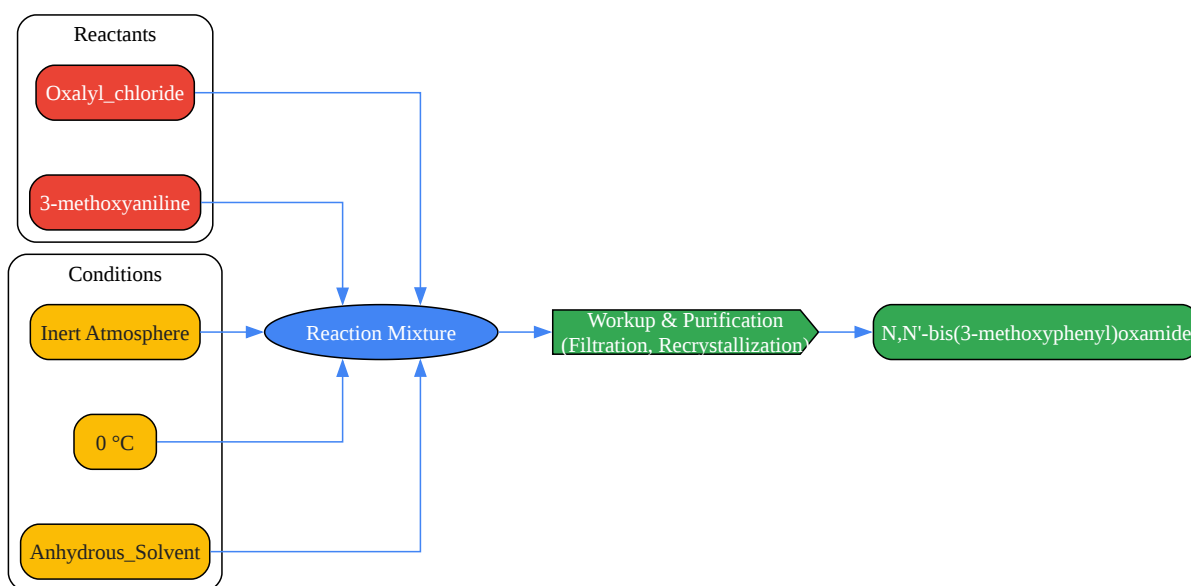 Reactants
Oxalyl_chloride
3-methoxyaniline
Conditions
Inert Atmosphere
0 °C
Anhydrous_Solvent
Reaction Mixture
Workup & Purification
(Filtration, Recrystallization)
N,N'-bis(3-methoxyphenyl)oxamide